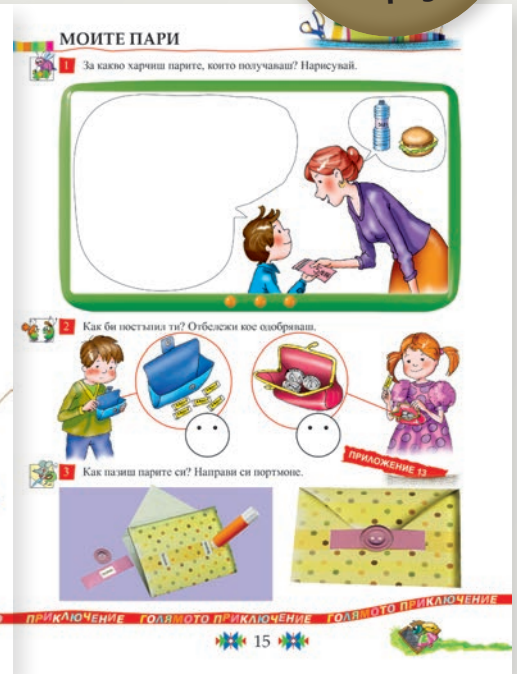 МОИТЕ ПАРИ
1 За какво харчиш парите, които получаваш? Нарисувай.
2 Как би постъпил ти? Отбележи кое одобряваш.
ПРИЛОЖЕНИЕ 13
3 Как пазиш парите си? Направи си портмоне.
ПРИКЛЮЧЕНИЕ ГОЛЯМОТО ПРИКЛЮЧЕНИЕ ГОЛЯМОТО ПРИКЛЮЧЕНИЕ
15